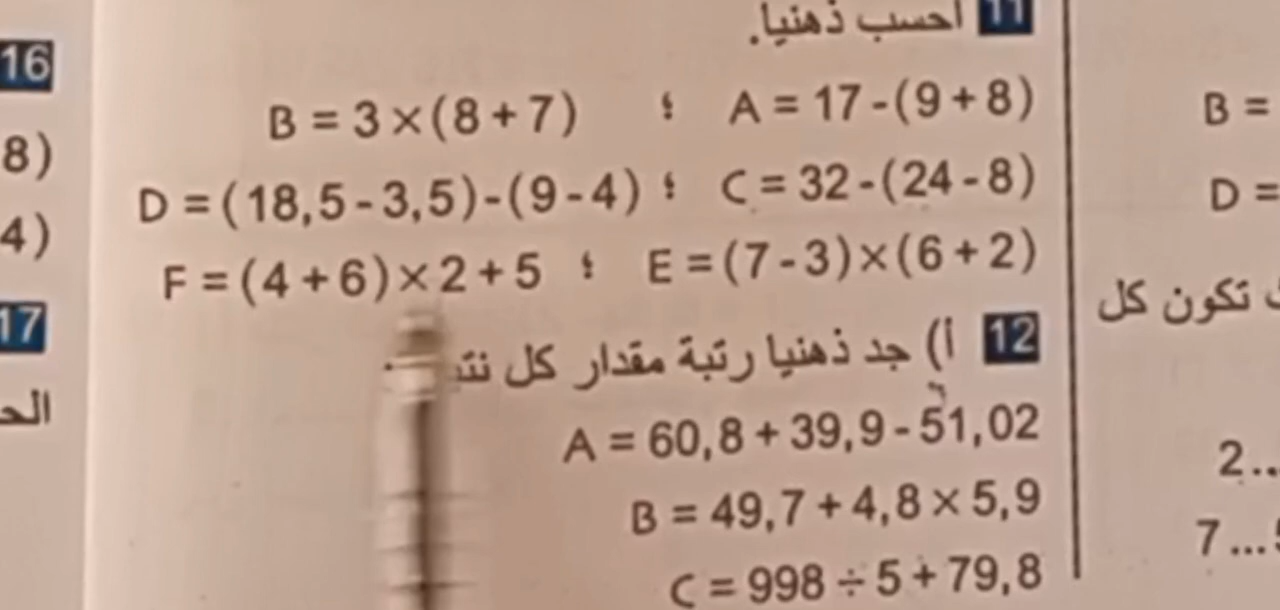 11 احسب ذهنيا.
A = 17 - (9 + 8) ؛ B = 3 × (8 + 7)
C = 32 - (24 - 8) ؛ D = (18,5 - 3,5) - (9 - 4)
E = (7 - 3) × (6 + 2) ؛ F = (4 + 6) × 2 + 5
12 أ) جد ذهنيا رتبة مقدار كل
A = 60,8 + 39,9 - 51,02
B = 49,7 + 4,8 × 5,9
C = 998 ÷ 5 + 79,8
B =
D =
تكون كل
2...
7...
16
8)
4)
17